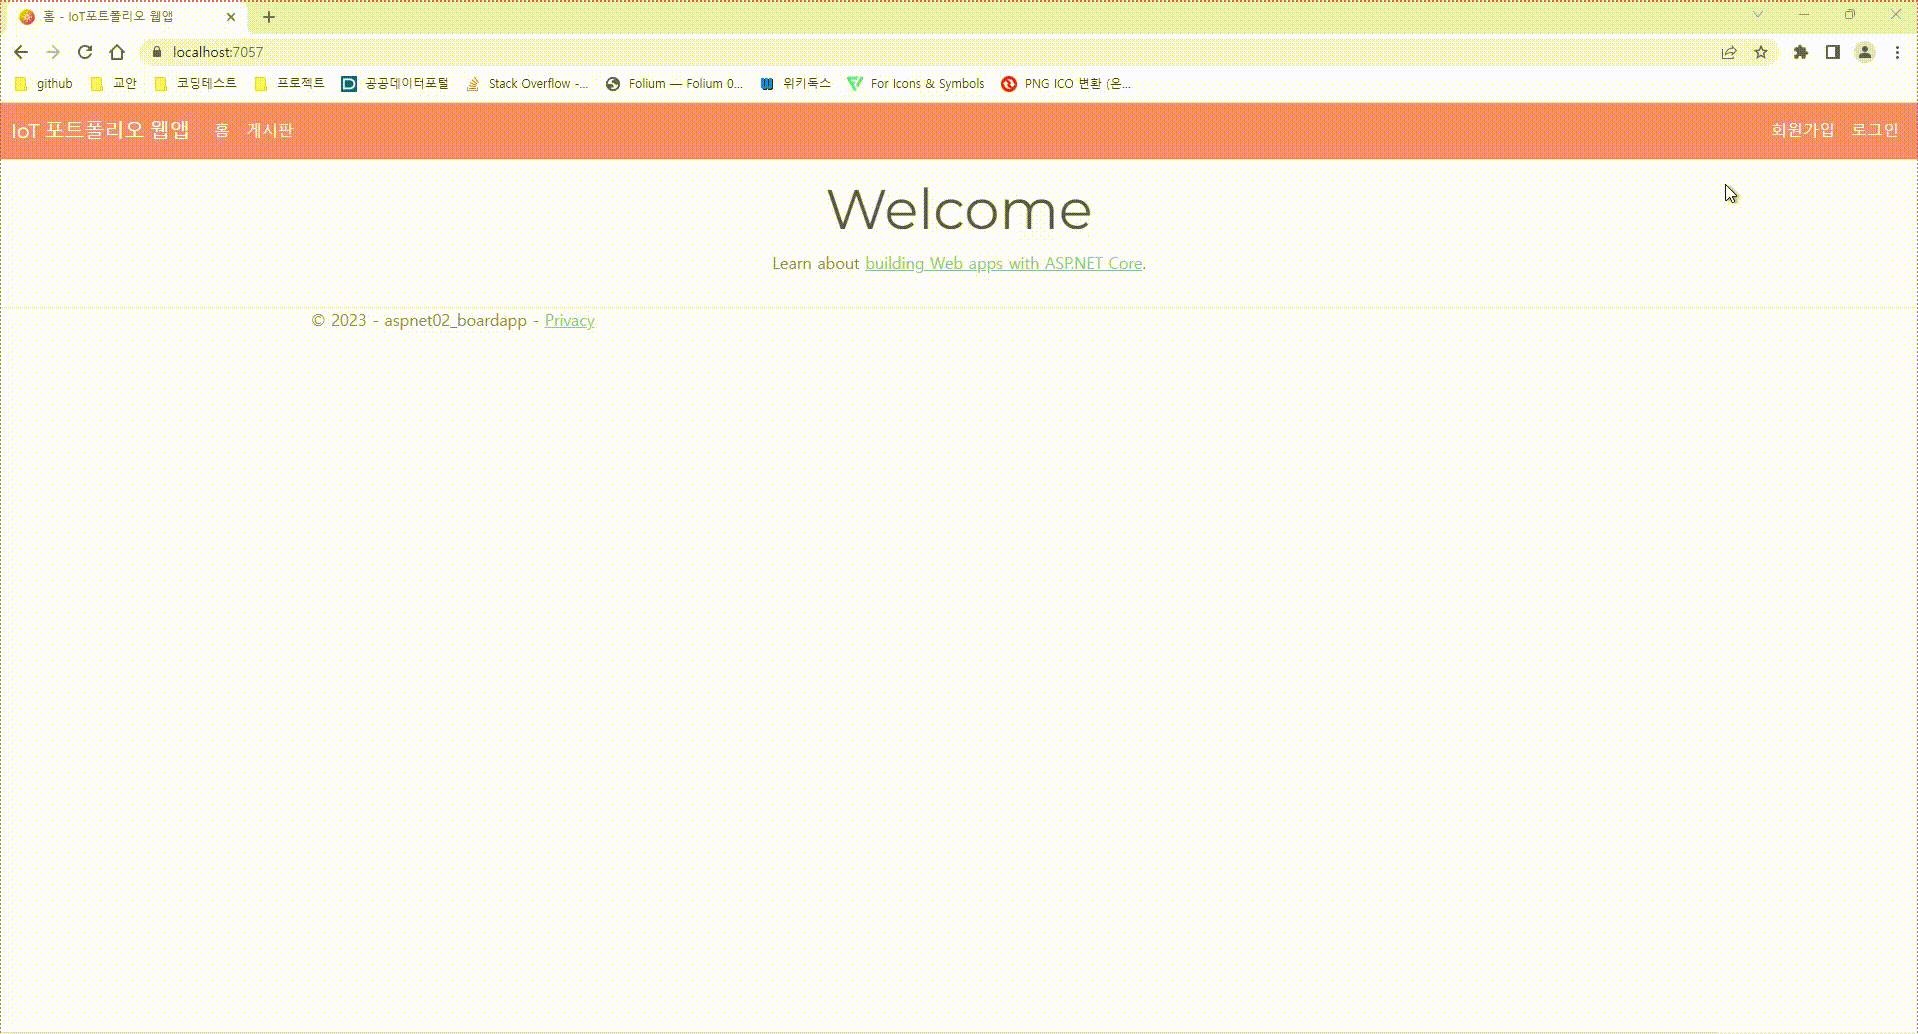 홈 - IoT포트폴리오 웹앱
localhost:7057
github 교안 코딩테스트 프로젝트 공공데이터포털 Stack Overflow -... Folium — Folium 0... 위키독스 For Icons & Symbols PNG ICO 변환 (온...
IoT 포트폴리오 웹앱 홈 게시판 회원가입 로그인
Welcome
Learn about building Web apps with ASP.NET Core.
© 2023 - aspnet02_boardapp - Privacy